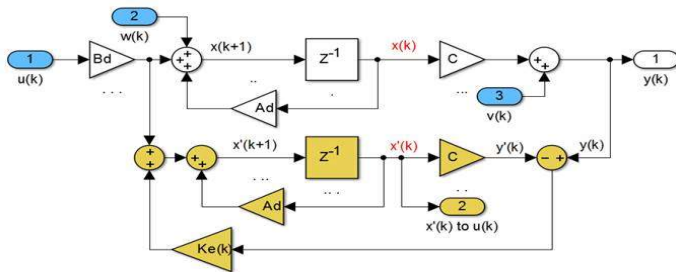 2
w(k)
1
u(k)
Bd
+
+
+
x(k+1)
Z-1
x(k)
C
+
+
1
y(k)
Ad
3
v(k)
+
+
+
+
x'(k+1)
Z-1
x'(k)
C
y'(k)
- +
y(k)
Ad
2
x'(k) to u(k)
Ke(k)